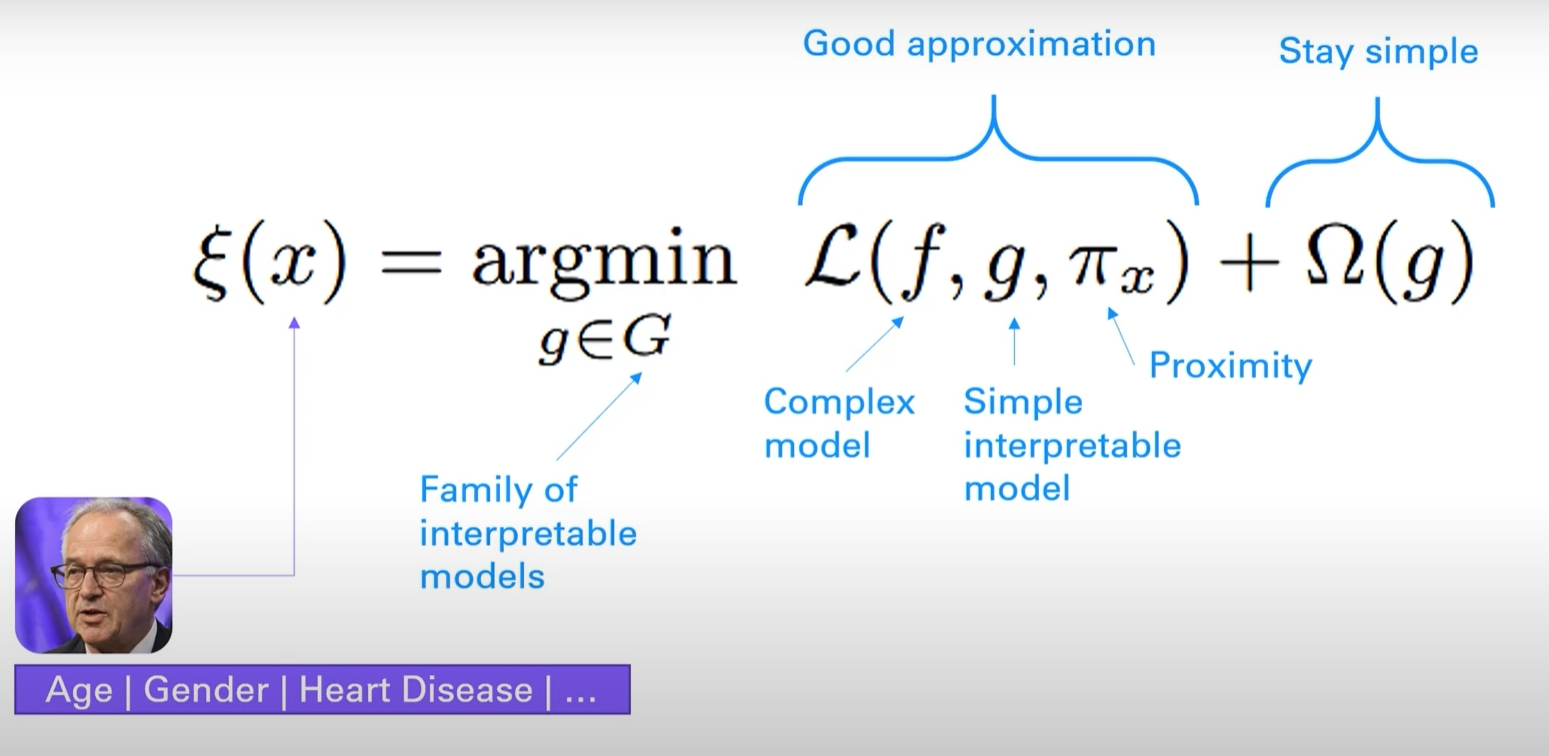 Good approximation
Stay simple
ξ(x) = argmin ℒ(f, g, πₓ) + Ω(g)
g∈G
Proximity
Complex
model
Simple
interpretable
model
Family of
interpretable
models
Age | Gender | Heart Disease | ...